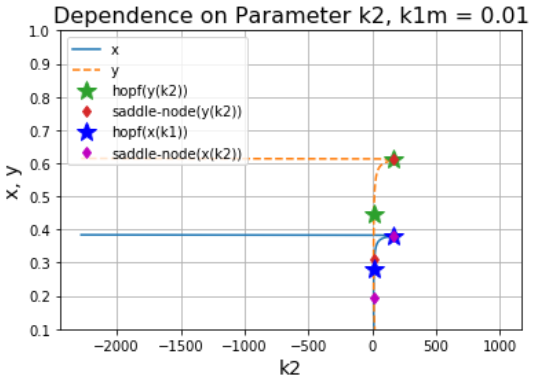 Dependence on Parameter k2, k1m = 0.01
x
y
hopf(y(k2))
saddle-node(y(k2))
hopf(x(k1))
saddle-node(x(k2))
1.0
0.9
0.8
0.7
0.6
0.5
0.4
0.3
0.2
0.1
x, y
−2000 −1500 −1000 −500 0 500 1000
k2